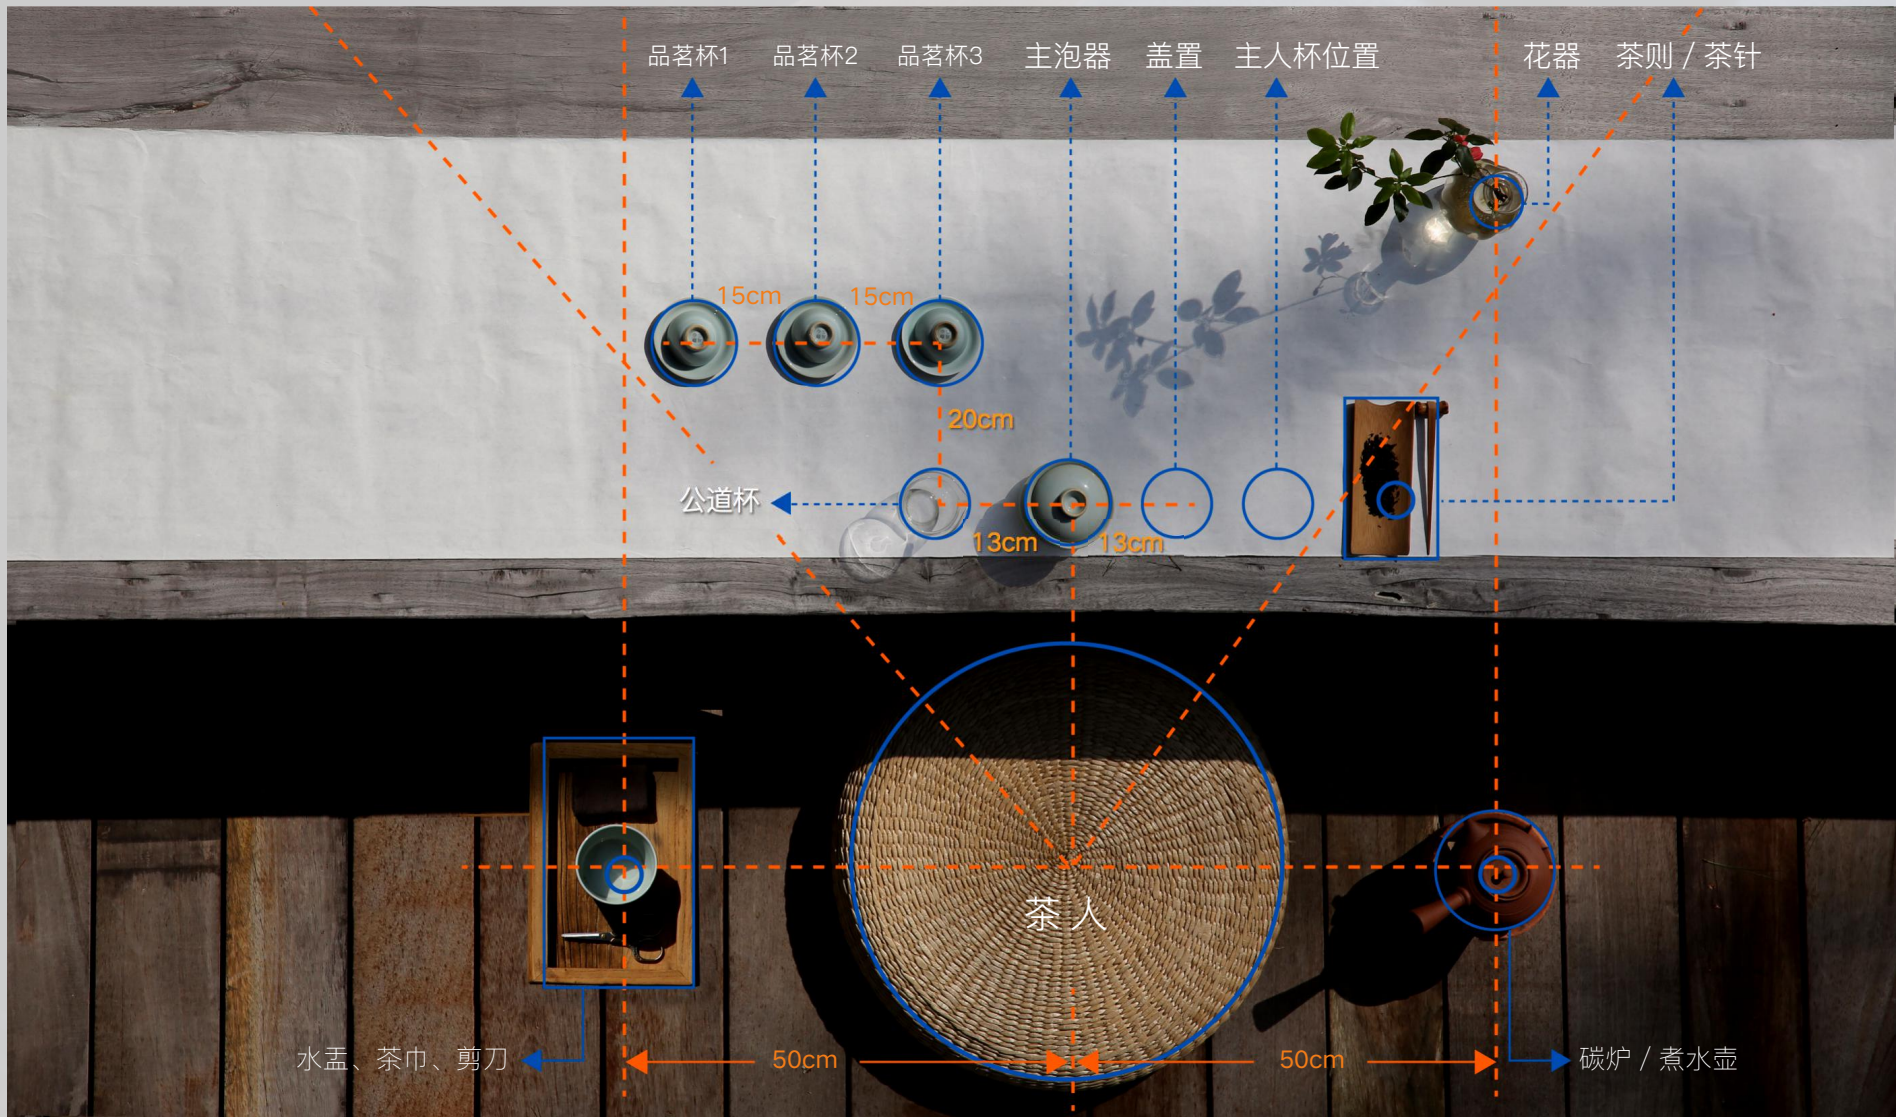 品茗杯1
品茗杯2
品茗杯3
主泡器
盖置
主人杯位置
花器
茶则 / 茶针
15cm
15cm
20cm
公道杯
13cm
13cm
茶人
水盂、茶巾、剪刀
50cm
50cm
碳炉 / 煮水壶